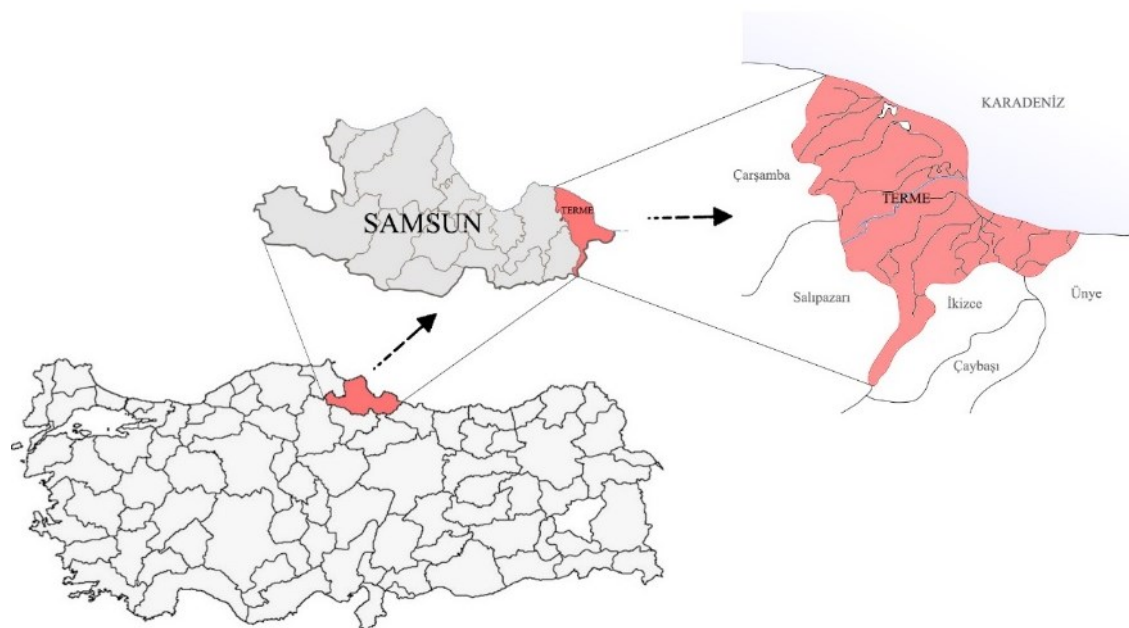 KARADENİZ
Çarşamba
TERME
SAMSUN
TERME
Salıpazarı
İkizce
Ünye
Çaybaşı